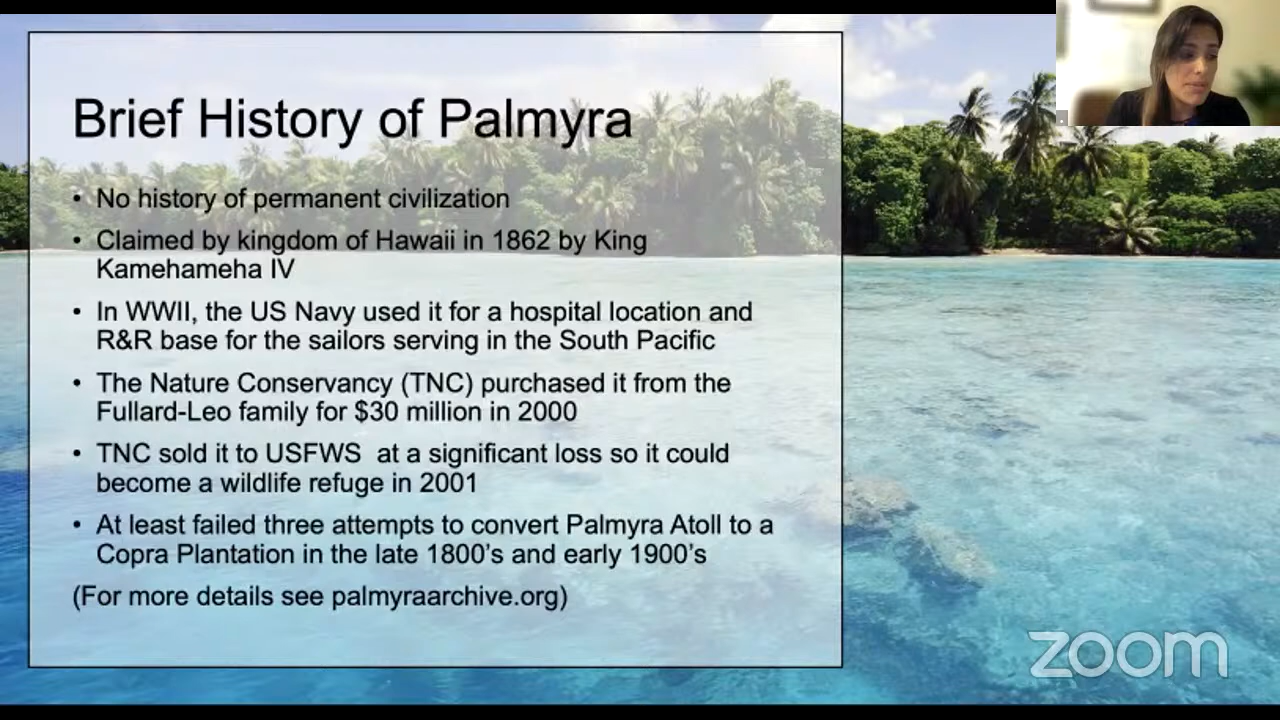 Brief History of Palmyra
• No history of permanent civilization
• Claimed by kingdom of Hawaii in 1862 by King
Kamehameha IV
• In WWII, the US Navy used it for a hospital location and
R&R base for the sailors serving in the South Pacific
• The Nature Conservancy (TNC) purchased it from the
Fullard-Leo family for $30 million in 2000
• TNC sold it to USFWS  at a significant loss so it could
become a wildlife refuge in 2001
• At least failed three attempts to convert Palmyra Atoll to a
Copra Plantation in the late 1800's and early 1900's
(For more details see palmyraarchive.org)
zoom